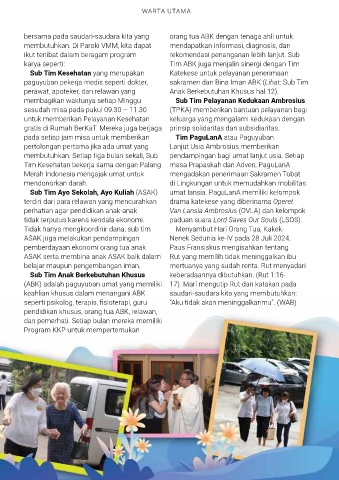 WARTA UTAMA
bersama pada saudari-saudara kita yang
membutuhkan. Di Paroki VMM, kita dapat
ikut terlibat dalam beragam program
karya seperti:
Sub Tim Kesehatan yang merupakan
paguyuban pekerja medis seperti dokter,
perawat, apoteker, dan relawan yang
membagikan waktunya setiap Minggu
sesudah misa pada pukul 09.30 – 11.30
untuk memberikan Pelayanan Kesehatan
gratis di Rumah BerKaT. Mereka juga berjaga
pada setiap jam misa untuk memberikan
pertolongan pertama jika ada umat yang
membutuhkan. Setiap tiga bulan sekali, Sub
Tim Kesehatan bekerja sama dengan Palang
Merah Indonesia mengajak umat untuk
mendonorkan darah.
Sub Tim Ayo Sekolah, Ayo Kuliah (ASAK)
terdiri dari para relawan yang mencurahkan
perhatian agar pendidikan anak-anak
tidak terputus karena kendala ekonomi.
Tidak hanya mengkoordinir dana, sub tim
ASAK juga melakukan pendampingan
pemberdayaan ekonomi orang tua anak
ASAK serta membina anak ASAK baik dalam
belajar maupun pengembangan iman.
Sub Tim Anak Berkebutuhan Khusus
(ABK) adalah paguyuban umat yang memiliki
keahlian khusus dalam menangani ABK
seperti psikolog, terapis, fisioterapi, guru
pendidikan khusus, orang tua ABK, relawan,
dan pemerhati. Setiap bulan mereka memiliki
Program KKP untuk mempertemukan
orang tua ABK dengan tenaga ahli untuk
mendapatkan informasi, diagnosis, dan
rekomendasi penanganan lebih lanjut. Sub
Tim ABK juga menjalin sinergi dengan Tim
Katekese untuk pelayanan penerimaan
sakramen dan Bina Iman ABK (Lihat: Sub Tim
Anak Berkebutuhan Khusus hal.12).
Sub Tim Pelayanan Kedukaan Ambrosius
(TPKA) memberikan bantuan pelayanan bagi
keluarga yang mengalami kedukaan dengan
prinsip solidaritas dan subsidiaritas.
Tim PaguLanA atau Paguyuban
Lanjut Usia Ambrosius memberikan
pendampingan bagi umat lanjut usia. Setiap
masa Prapaskah dan Adven, PaguLanA
mengadakan penerimaan Sakramen Tobat
di Lingkungan untuk memudahkan mobilitas
umat lansia. PaguLanA memiliki kelompok
drama katekese yang diberinama Operet
Van Lansia Ambrosius (OVLA) dan kelompok
paduan suara Lord Saves Our Souls (LSOS).
Menyambut Hari Orang Tua, Kakek-
Nenek Sedunia ke-IV pada 28 Juli 2024,
Paus Fransiskus mengisahkan tentang
Rut yang memilih tidak meninggalkan ibu
mertuanya yang sudah renta. Rut menyadari
keberadaannya dibutuhkan. (Rut 1:16-
17). Mari mengutip Rut dan katakan pada
saudari-saudara kita yang membutuhkan:
"Aku tidak akan meninggalkanmu". (WAB)